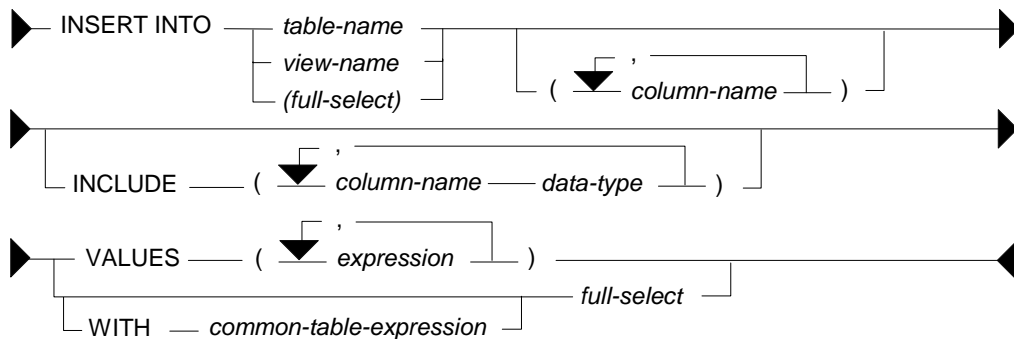 INSERT INTO table-name
view-name ,
(full-select) ( column-name )
,
INCLUDE ( column-name data-type )
,
VALUES ( expression )
full-select
WITH common-table-expression